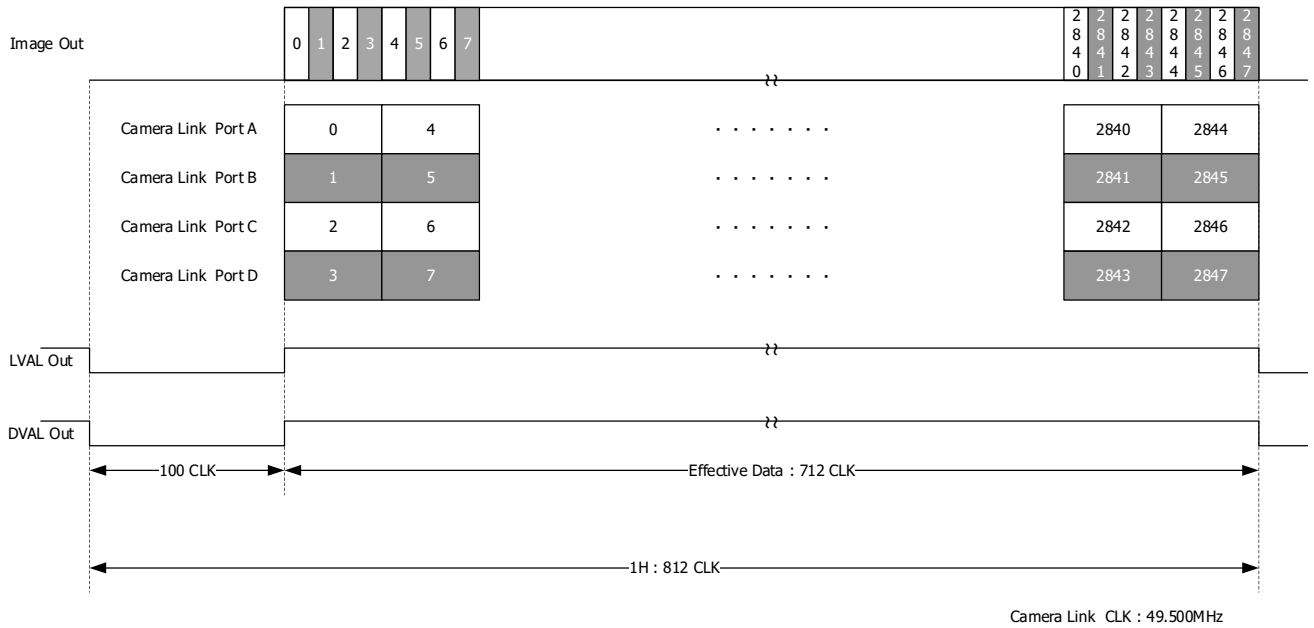 Image Out
0 1 2 3 4 5 6 7 2840 2841 2842 2843 2844 2845 2846 2847
Camera Link Port A 0 4 · · · · · · · 2840 2844
Camera Link Port B 1 5 · · · · · · · 2841 2845
Camera Link Port C 2 6 · · · · · · · 2842 2846
Camera Link Port D 3 7 · · · · · · · 2843 2847
LVAL Out
DVAL Out
100 CLK Effective Data : 712 CLK
1H : 812 CLK
Camera Link CLK : 49.500MHz